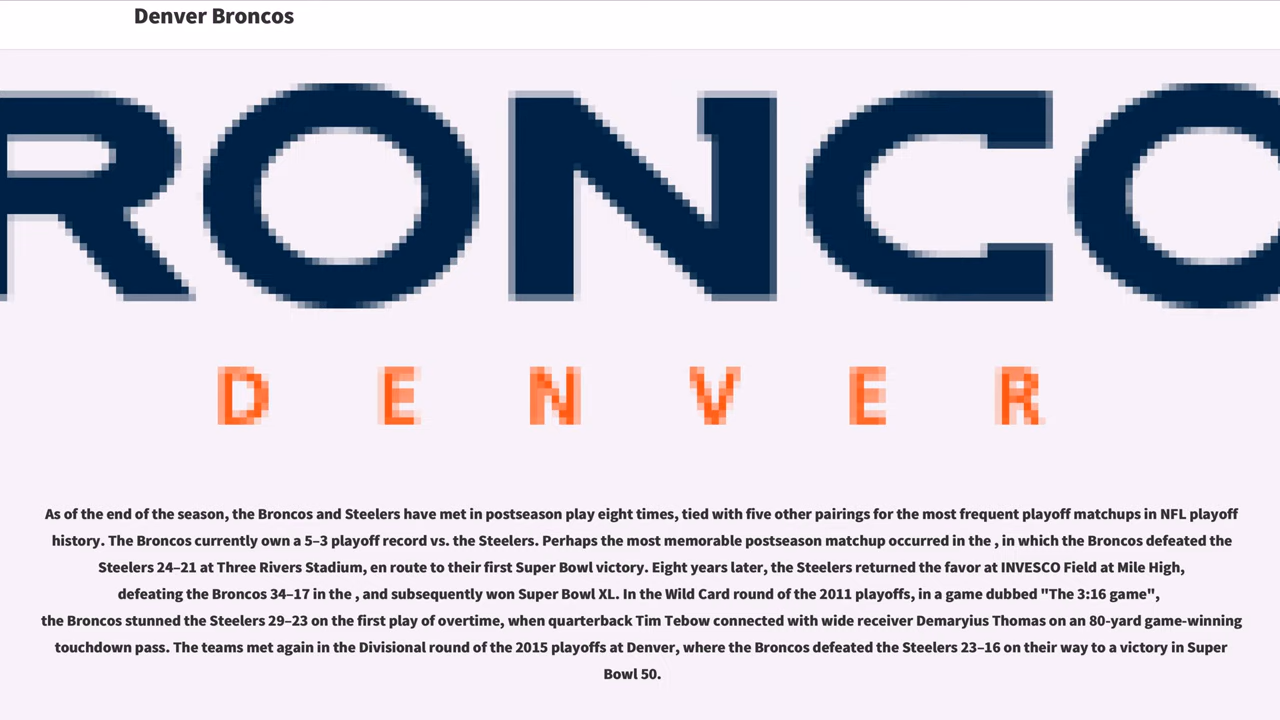 Denver Broncos
RONCO
DENVER
As of the end of the season, the Broncos and Steelers have met in postseason play eight times, tied with five other pairings for the most frequent playoff matchups in NFL playoff
history. The Broncos currently own a 5–3 playoff record vs. the Steelers. Perhaps the most memorable postseason matchup occurred in the , in which the Broncos defeated the
Steelers 24–21 at Three Rivers Stadium, en route to their first Super Bowl victory. Eight years later, the Steelers returned the favor at INVESCO Field at Mile High,
defeating the Broncos 34–17 in the , and subsequently won Super Bowl XL. In the Wild Card round of the 2011 playoffs, in a game dubbed "The 3:16 game",
the Broncos stunned the Steelers 29–23 on the first play of overtime, when quarterback Tim Tebow connected with wide receiver Demaryius Thomas on an 80-yard game-winning
touchdown pass. The teams met again in the Divisional round of the 2015 playoffs at Denver, where the Broncos defeated the Steelers 23–16 on their way to a victory in Super
Bowl 50.